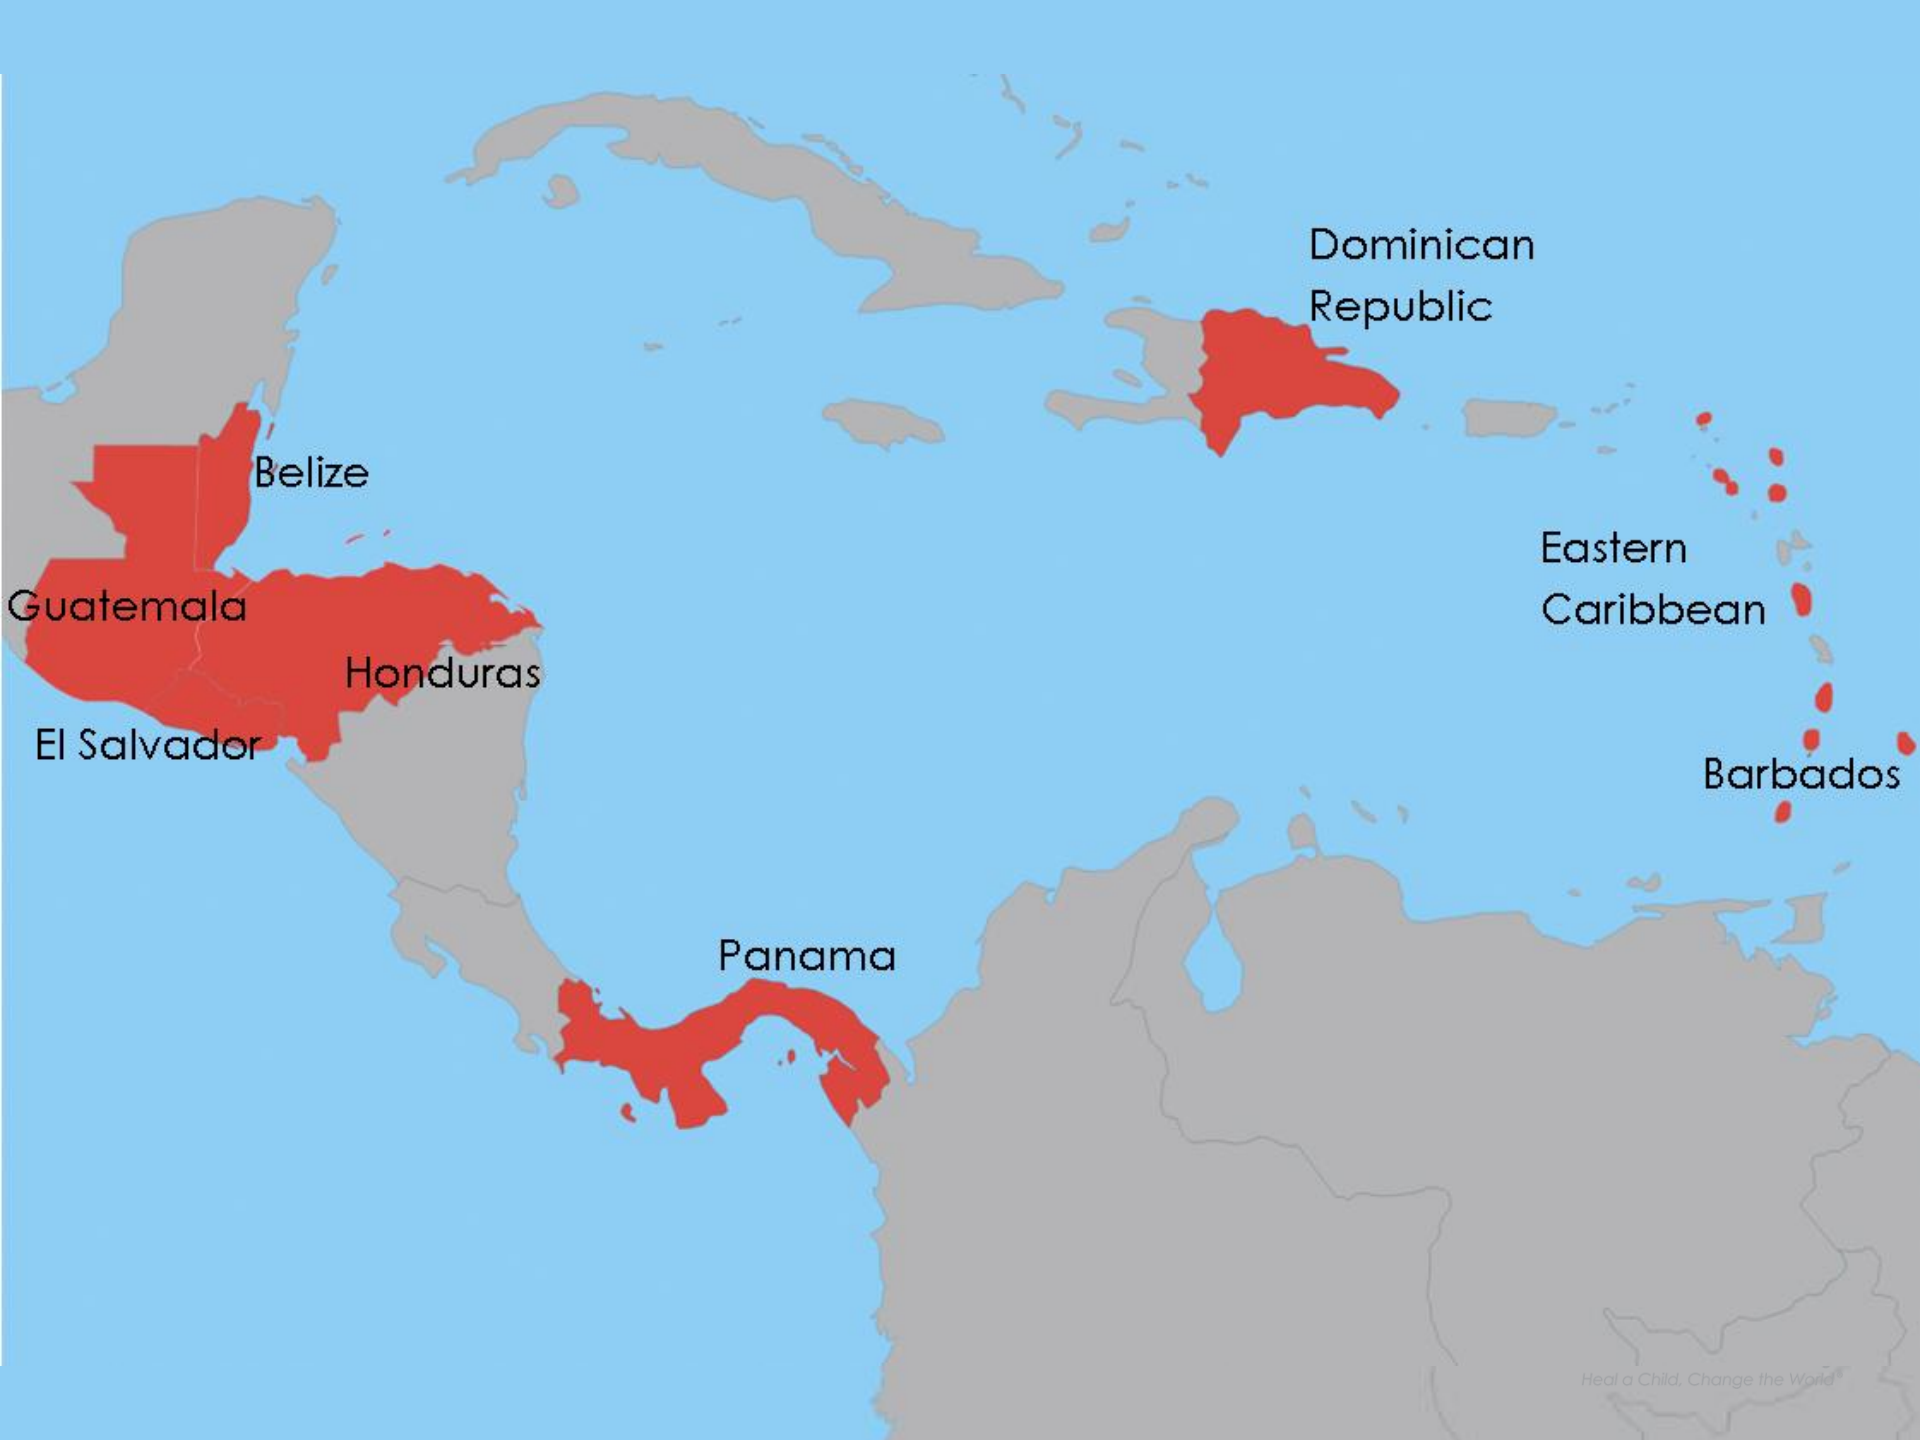 Dominican
Republic
Belize
Eastern
Caribbean
Guatemala
Honduras
El Salvador
Barbados
Panama
Heal a Child, Change the World®